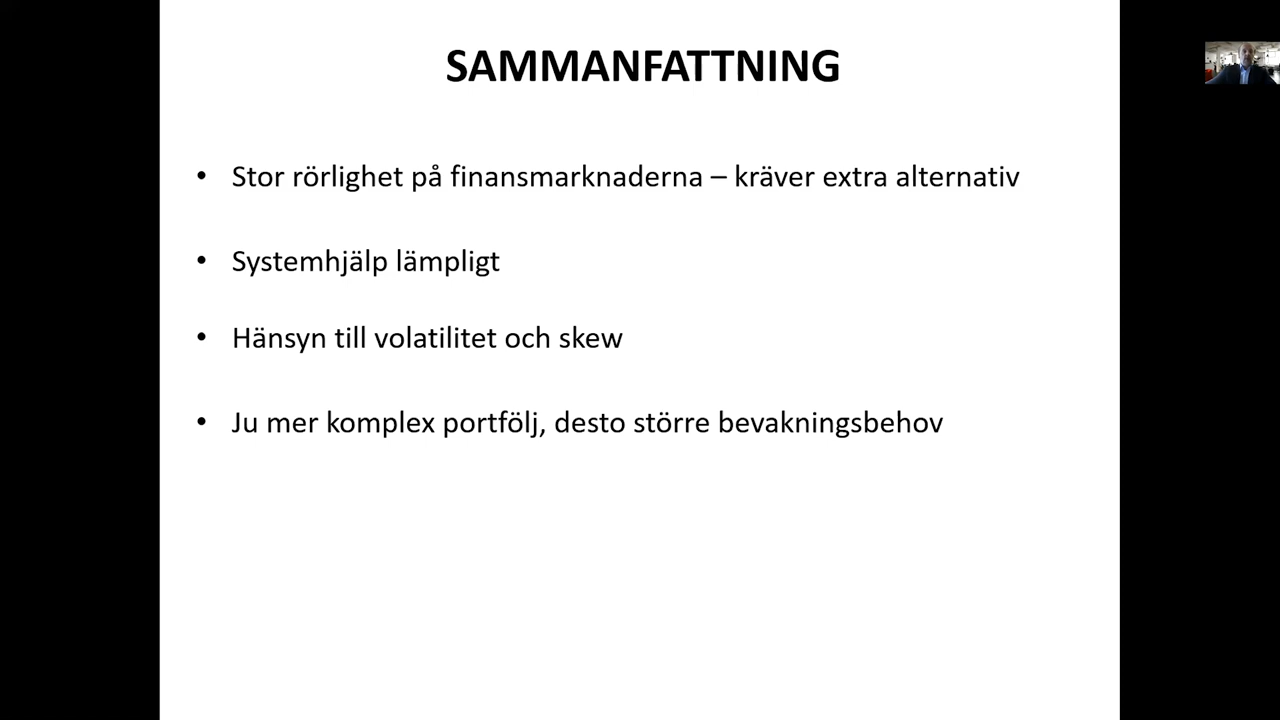 SAMMANFATTNING
• Stor rörlighet på finansmarknaderna – kräver extra alternativ
• Systemhjälp lämpligt
• Hänsyn till volatilitet och skew
• Ju mer komplex portfölj, desto större bevakningsbehov